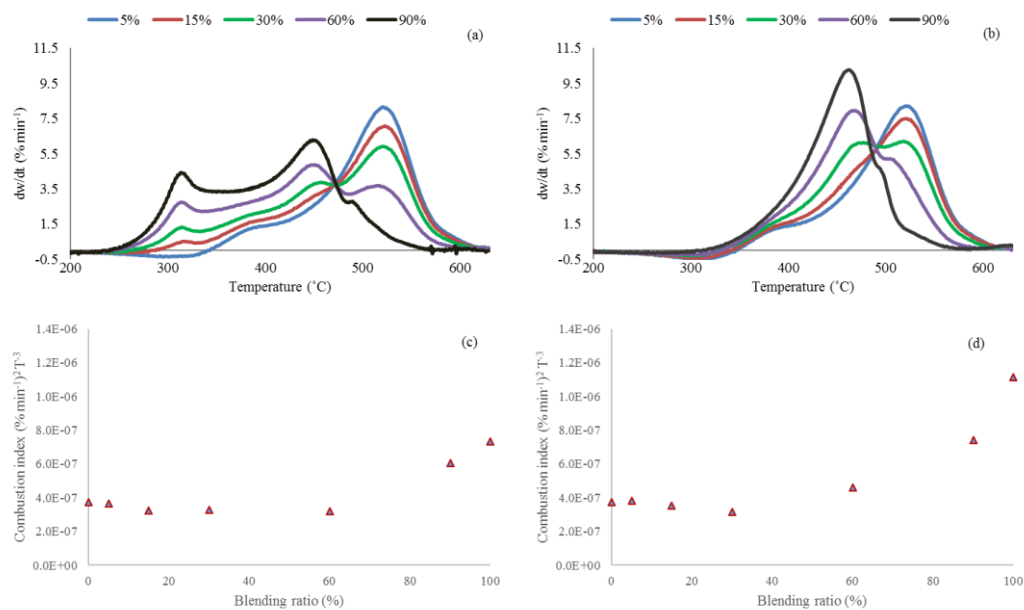 5% 15% 30% 60% 90%
(a)
11.5
9.5
7.5
5.5
3.5
1.5
-0.5
dw/dt (% min-1)
200 300 400 500 600
Temperature (˚C)
5% 15% 30% 60% 90%
(b)
11.5
9.5
7.5
5.5
3.5
1.5
-0.5
dw/dt (% min-1)
200 300 400 500 600
Temperature (˚C)
(c)
1.4E-06
1.2E-06
1.0E-06
8.0E-07
6.0E-07
4.0E-07
2.0E-07
0.0E+00
Combustion index (% min-1)2 T-3
0 20 40 60 80 100
Blending ratio (%)
(d)
1.4E-06
1.2E-06
1.0E-06
8.0E-07
6.0E-07
4.0E-07
2.0E-07
0.0E+00
Combustion index (% min-1)2 T-3
0 20 40 60 80 100
Blending ratio (%)